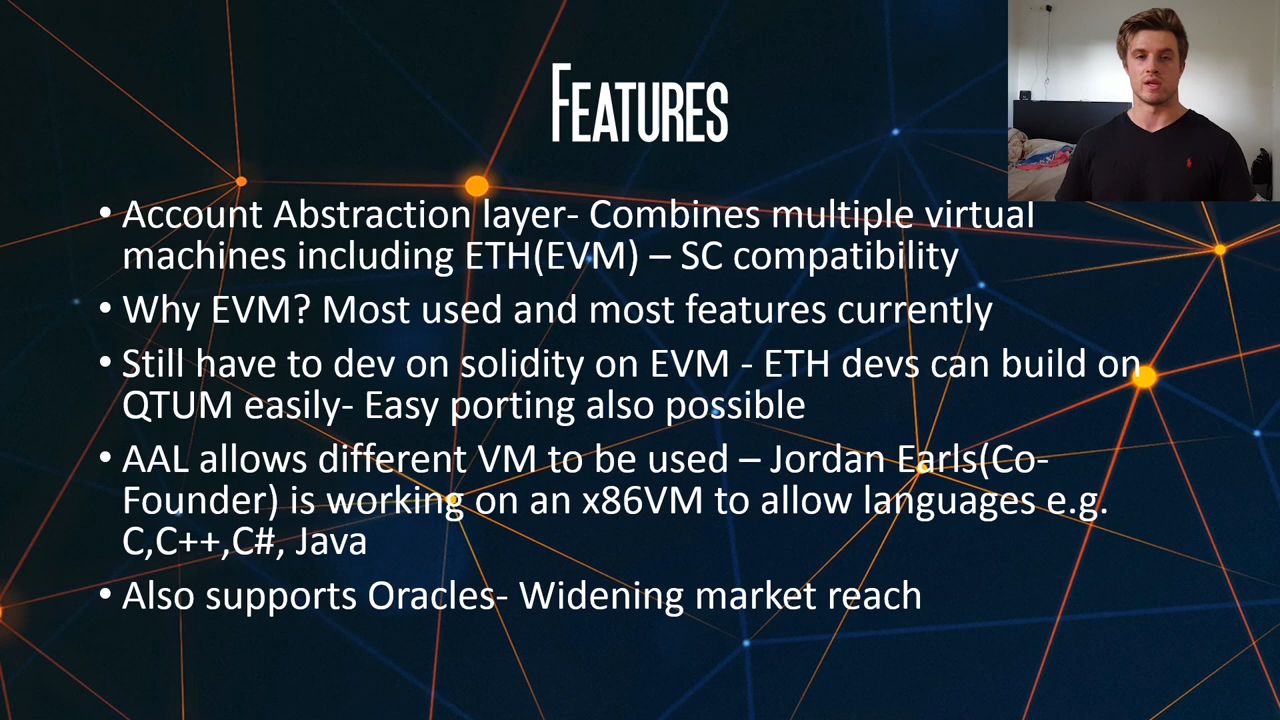 FEATURES
• Account Abstraction layer- Combines multiple virtual
machines including ETH(EVM) – SC compatibility
• Why EVM? Most used and most features currently
• Still have to dev on solidity on EVM - ETH devs can build on
QTUM easily- Easy porting also possible
• AAL allows different VM to be used – Jordan Earls(Co-
Founder) is working on an x86VM to allow languages e.g.
C,C++,C#, Java
• Also supports Oracles- Widening market reach